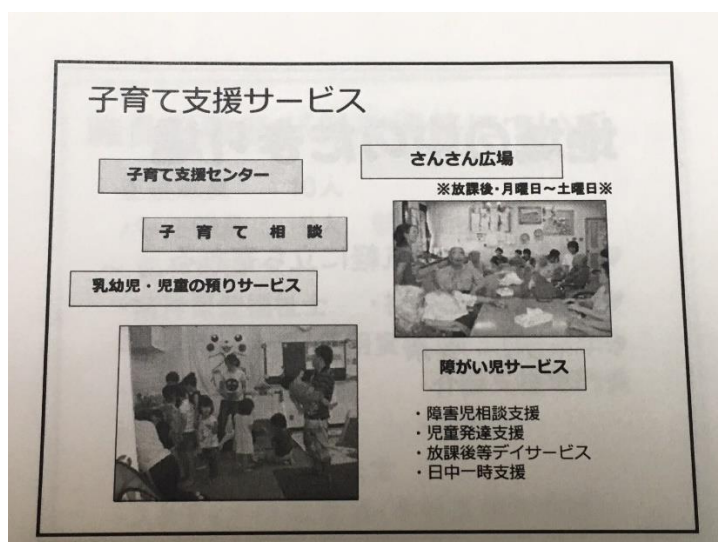 子育て支援サービス
子育て支援センター
子育て相談
乳幼児・児童の預りサービス
さんさん広場
※放課後・月曜日～土曜日※
障がい児サービス
・障害児相談支援
・児童発達支援
・放課後等デイサービス
・日中一時支援